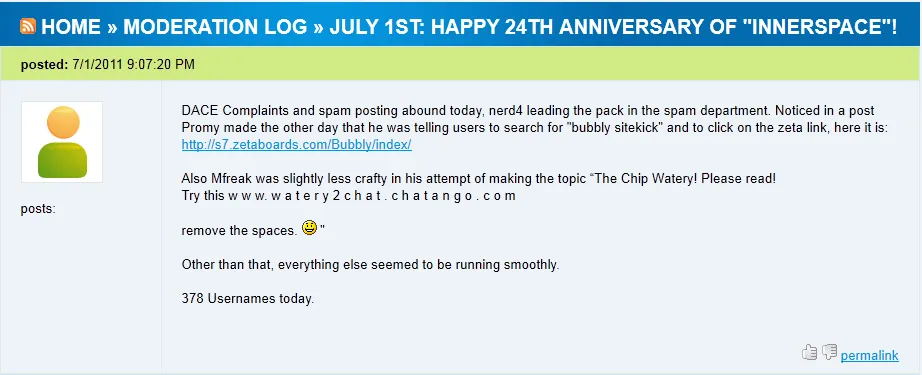 HOME » MODERATION LOG » JULY 1ST: HAPPY 24TH ANNIVERSARY OF "INNERSPACE"!
posted: 7/1/2011 9:07:20 PM
posts:
DACE Complaints and spam posting abound today, nerd4 leading the pack in the spam department. Noticed in a post
Promy made the other day that he was telling users to search for "bubbly sitekick" and to click on the zeta link, here it is:
http://s7.zetaboards.com/Bubbly/index/
Also Mfreak was slightly less crafty in his attempt of making the topic “The Chip Watery! Please read!
Try this w w w. w a t e r y 2 c h a t . c h a t a n g o . c o m
remove the spaces. "
Other than that, everything else seemed to be running smoothly.
378 Usernames today.
permalink